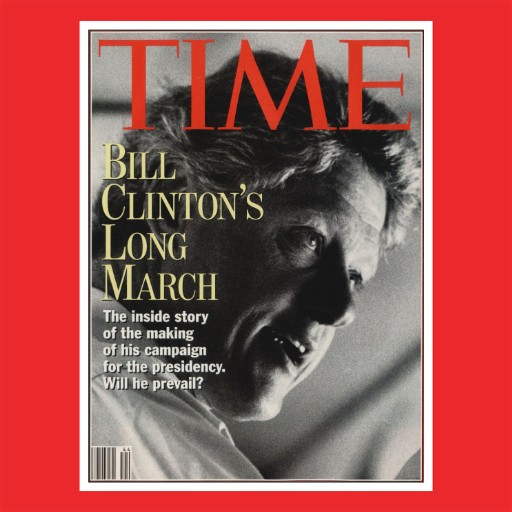 TIME
BILL
CLINTON'S
LONG
MARCH
The inside story
of the making
of his campaign
for the presidency.
Will he prevail?
44